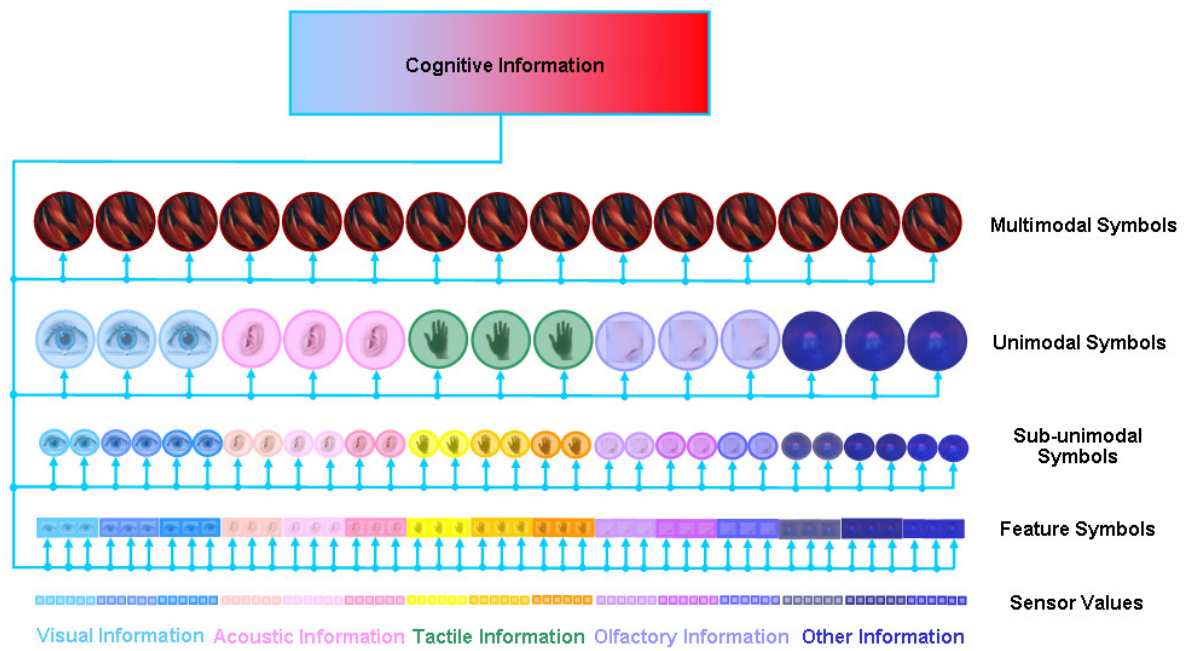 Cognitive Information
Multimodal Symbols
Unimodal Symbols
Sub-unimodal
Symbols
Feature Symbols
Sensor Values
Visual Information Acoustic Information Tactile Information Olfactory Information Other Information